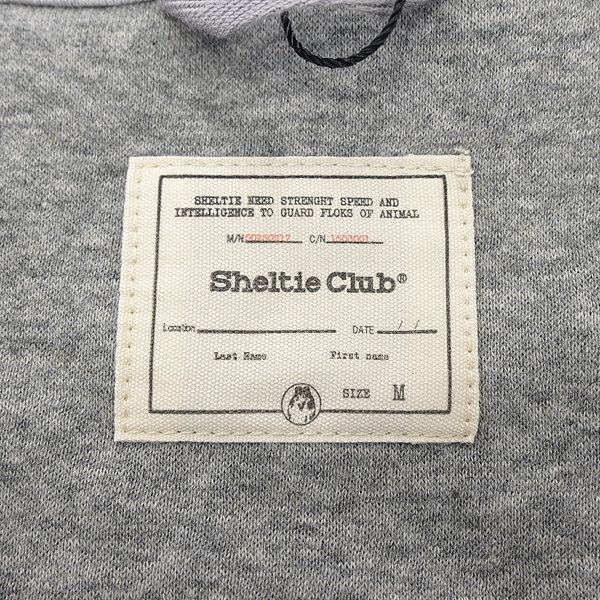 SHELTIE NEED STRENGHT SPEED AND
INTELLIGENCE TO GUARD FLOKS OF ANIMAL
M/N C/N 1503001
Sheltie Club®
Location DATE / /
Last Name First name
SIZE M